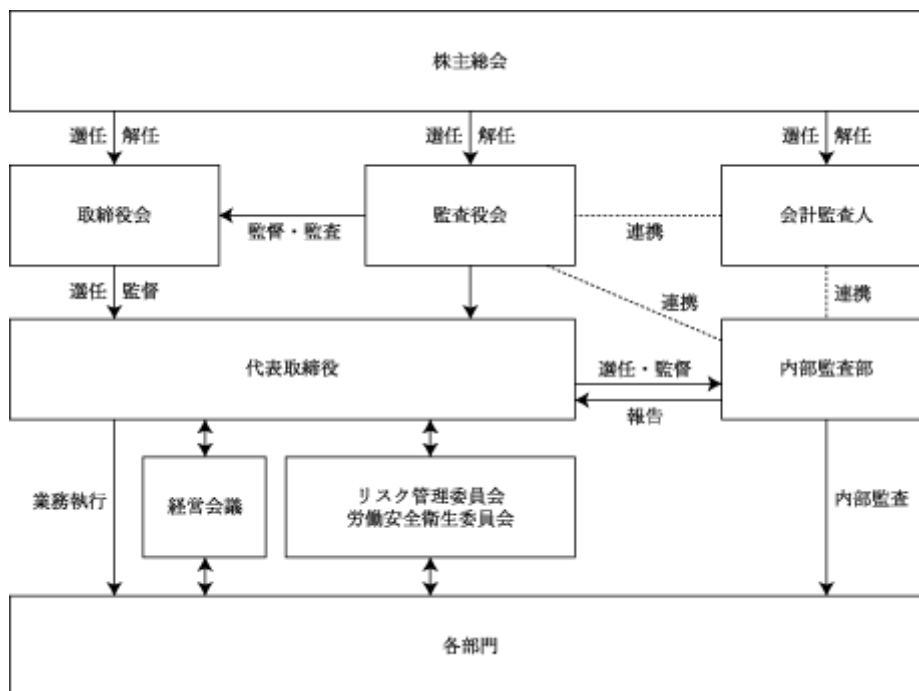 株主総会
選任 解任
選任 解任
選任 解任
取締役会
監督・監査
監査役会
連携
会計監査人
選任 監督
連携
連携
代表取締役
選任・監督
報告
内部監査部
業務執行
経営会議
リスク管理委員会
労働安全衛生委員会
内部監査
各部門